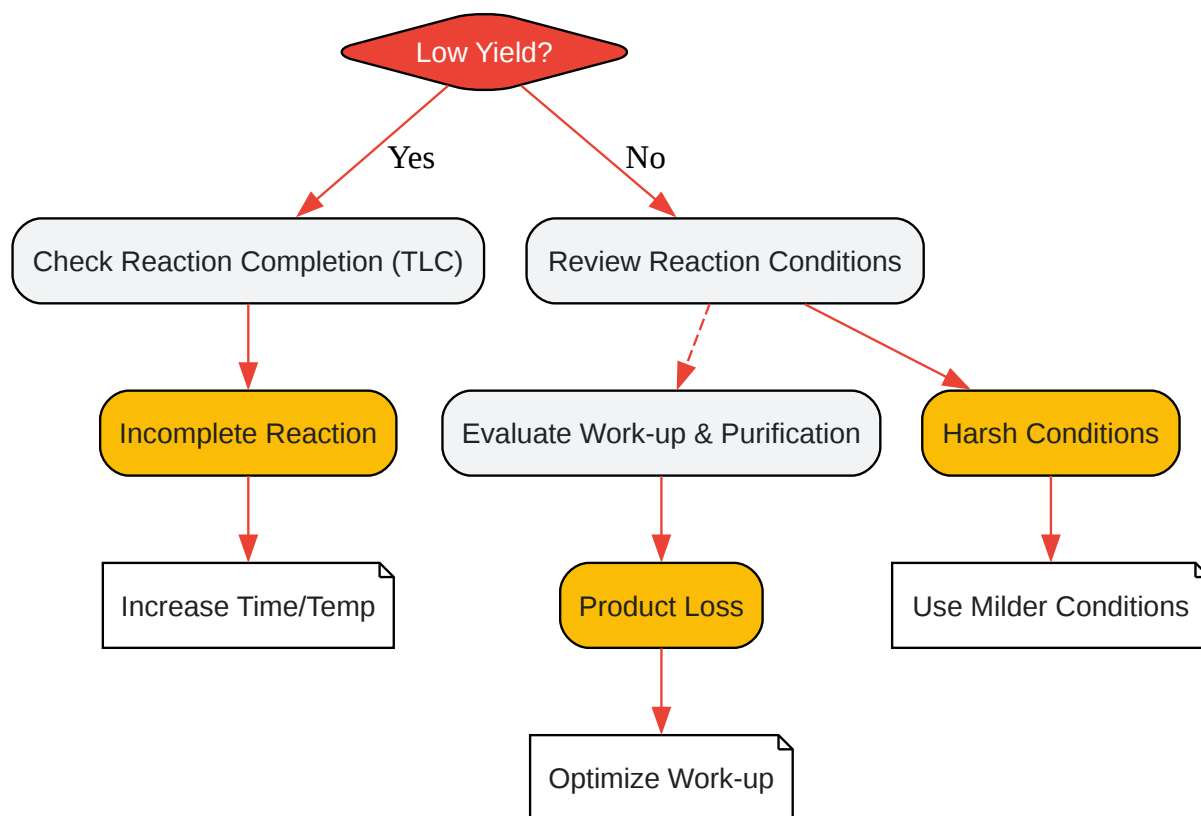 Low Yield?
Yes
No
Check Reaction Completion (TLC)
Review Reaction Conditions
Incomplete Reaction
Evaluate Work-up & Purification
Harsh Conditions
Increase Time/Temp
Product Loss
Use Milder Conditions
Optimize Work-up